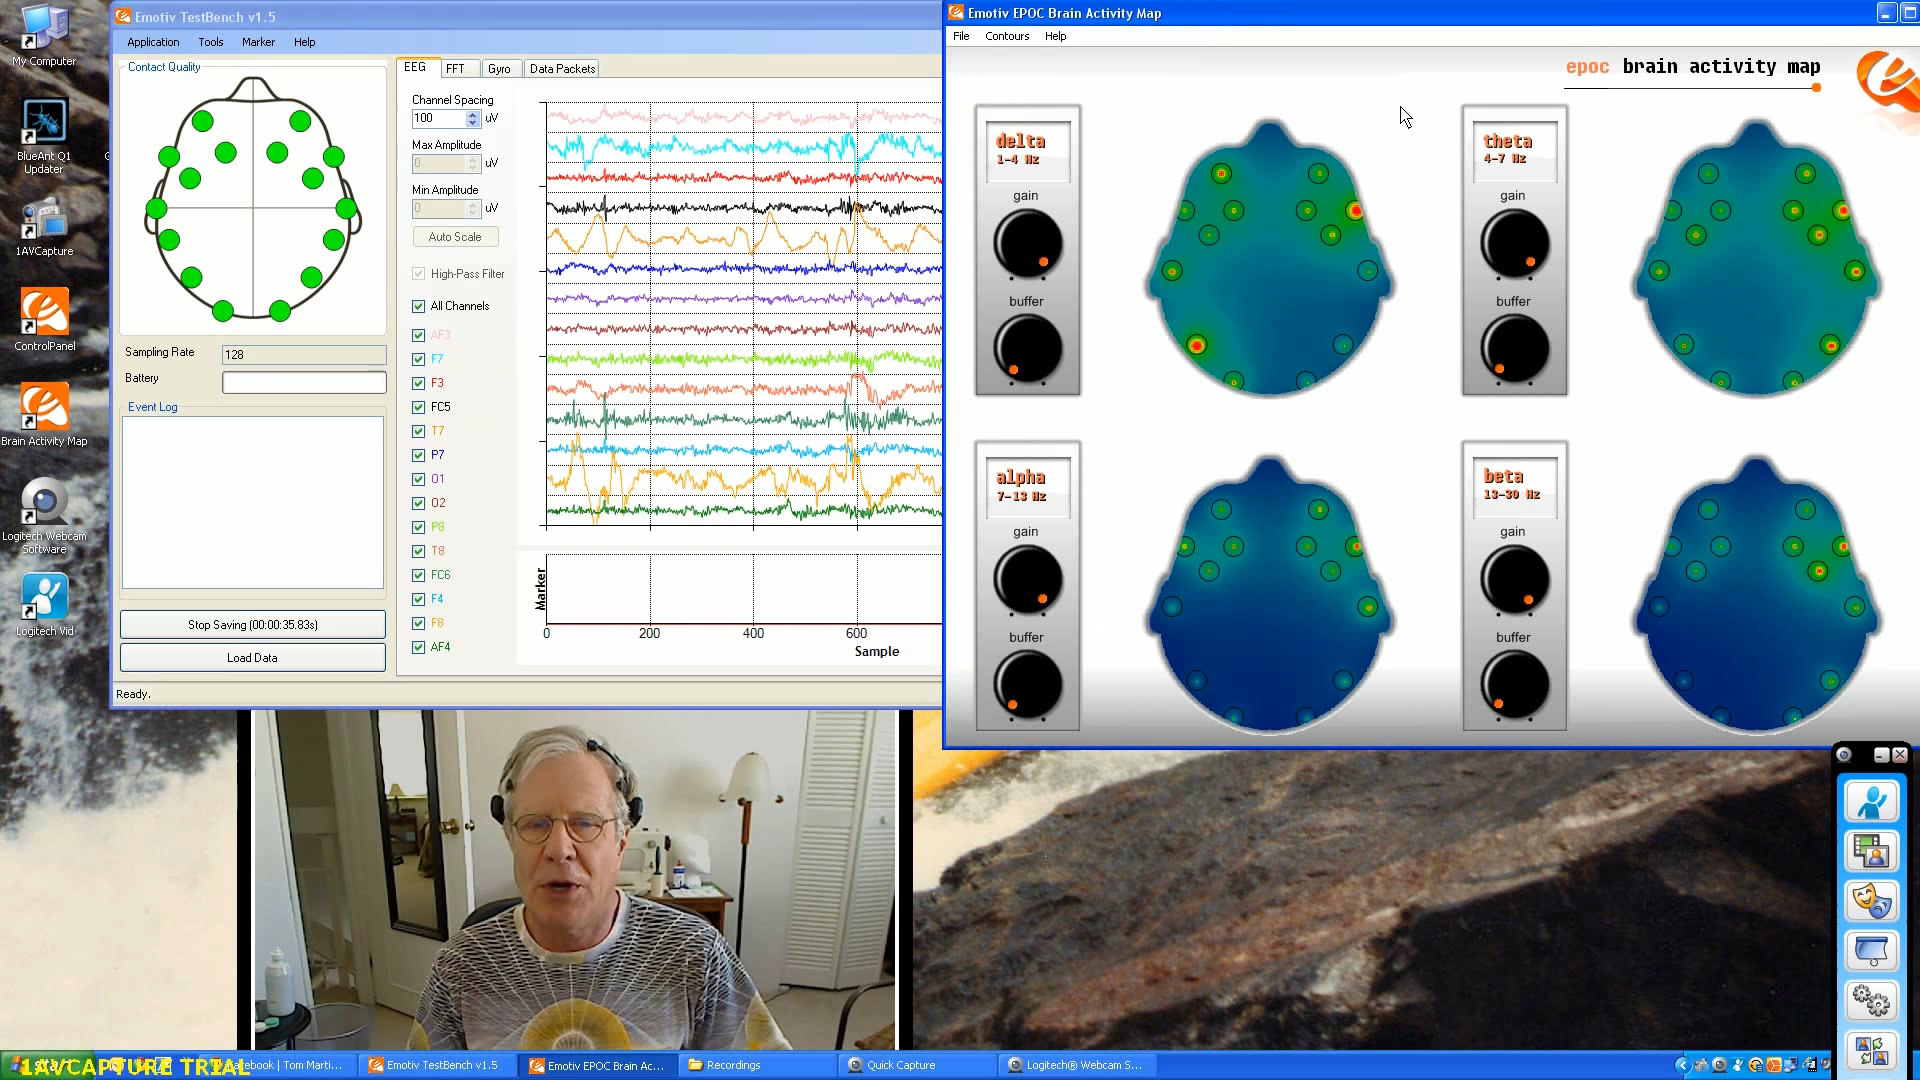 My Computer
BlueAnt Q1
Updater
1AVCapture
ControlPanel
Brain Activity Map
Logitech Webcam
Software
Logitech Vid
Emotiv TestBench v1.5
Application Tools Marker Help
Contact Quality
Sampling Rate 128
Battery
Event Log
Stop Saving (00:00:35.83s)
Load Data
Ready.
EEG FFT Gyro Data Packets
Channel Spacing
100 uV
Max Amplitude
0 uV
Min Amplitude
0 uV
Auto Scale
High-Pass Filter
All Channels
AF3
F7
F3
FC5
T7
P7
O1
O2
P8
T8
FC6
F4
F8
AF4
Marker
0 200 400 600
Sample
Emotiv EPOC Brain Activity Map
File Contours Help
epoc brain activity map
delta
1-4 Hz
gain
buffer
theta
4-7 Hz
gain
buffer
alpha
7-13 Hz
gain
buffer
beta
13-30 Hz
gain
buffer
1AVCAPTURE TRIAL
Facebook | Tom Marti...
Emotiv TestBench v1.5
Emotiv EPOC Brain Ac...
Recordings
Quick Capture
Logitech® Webcam S...